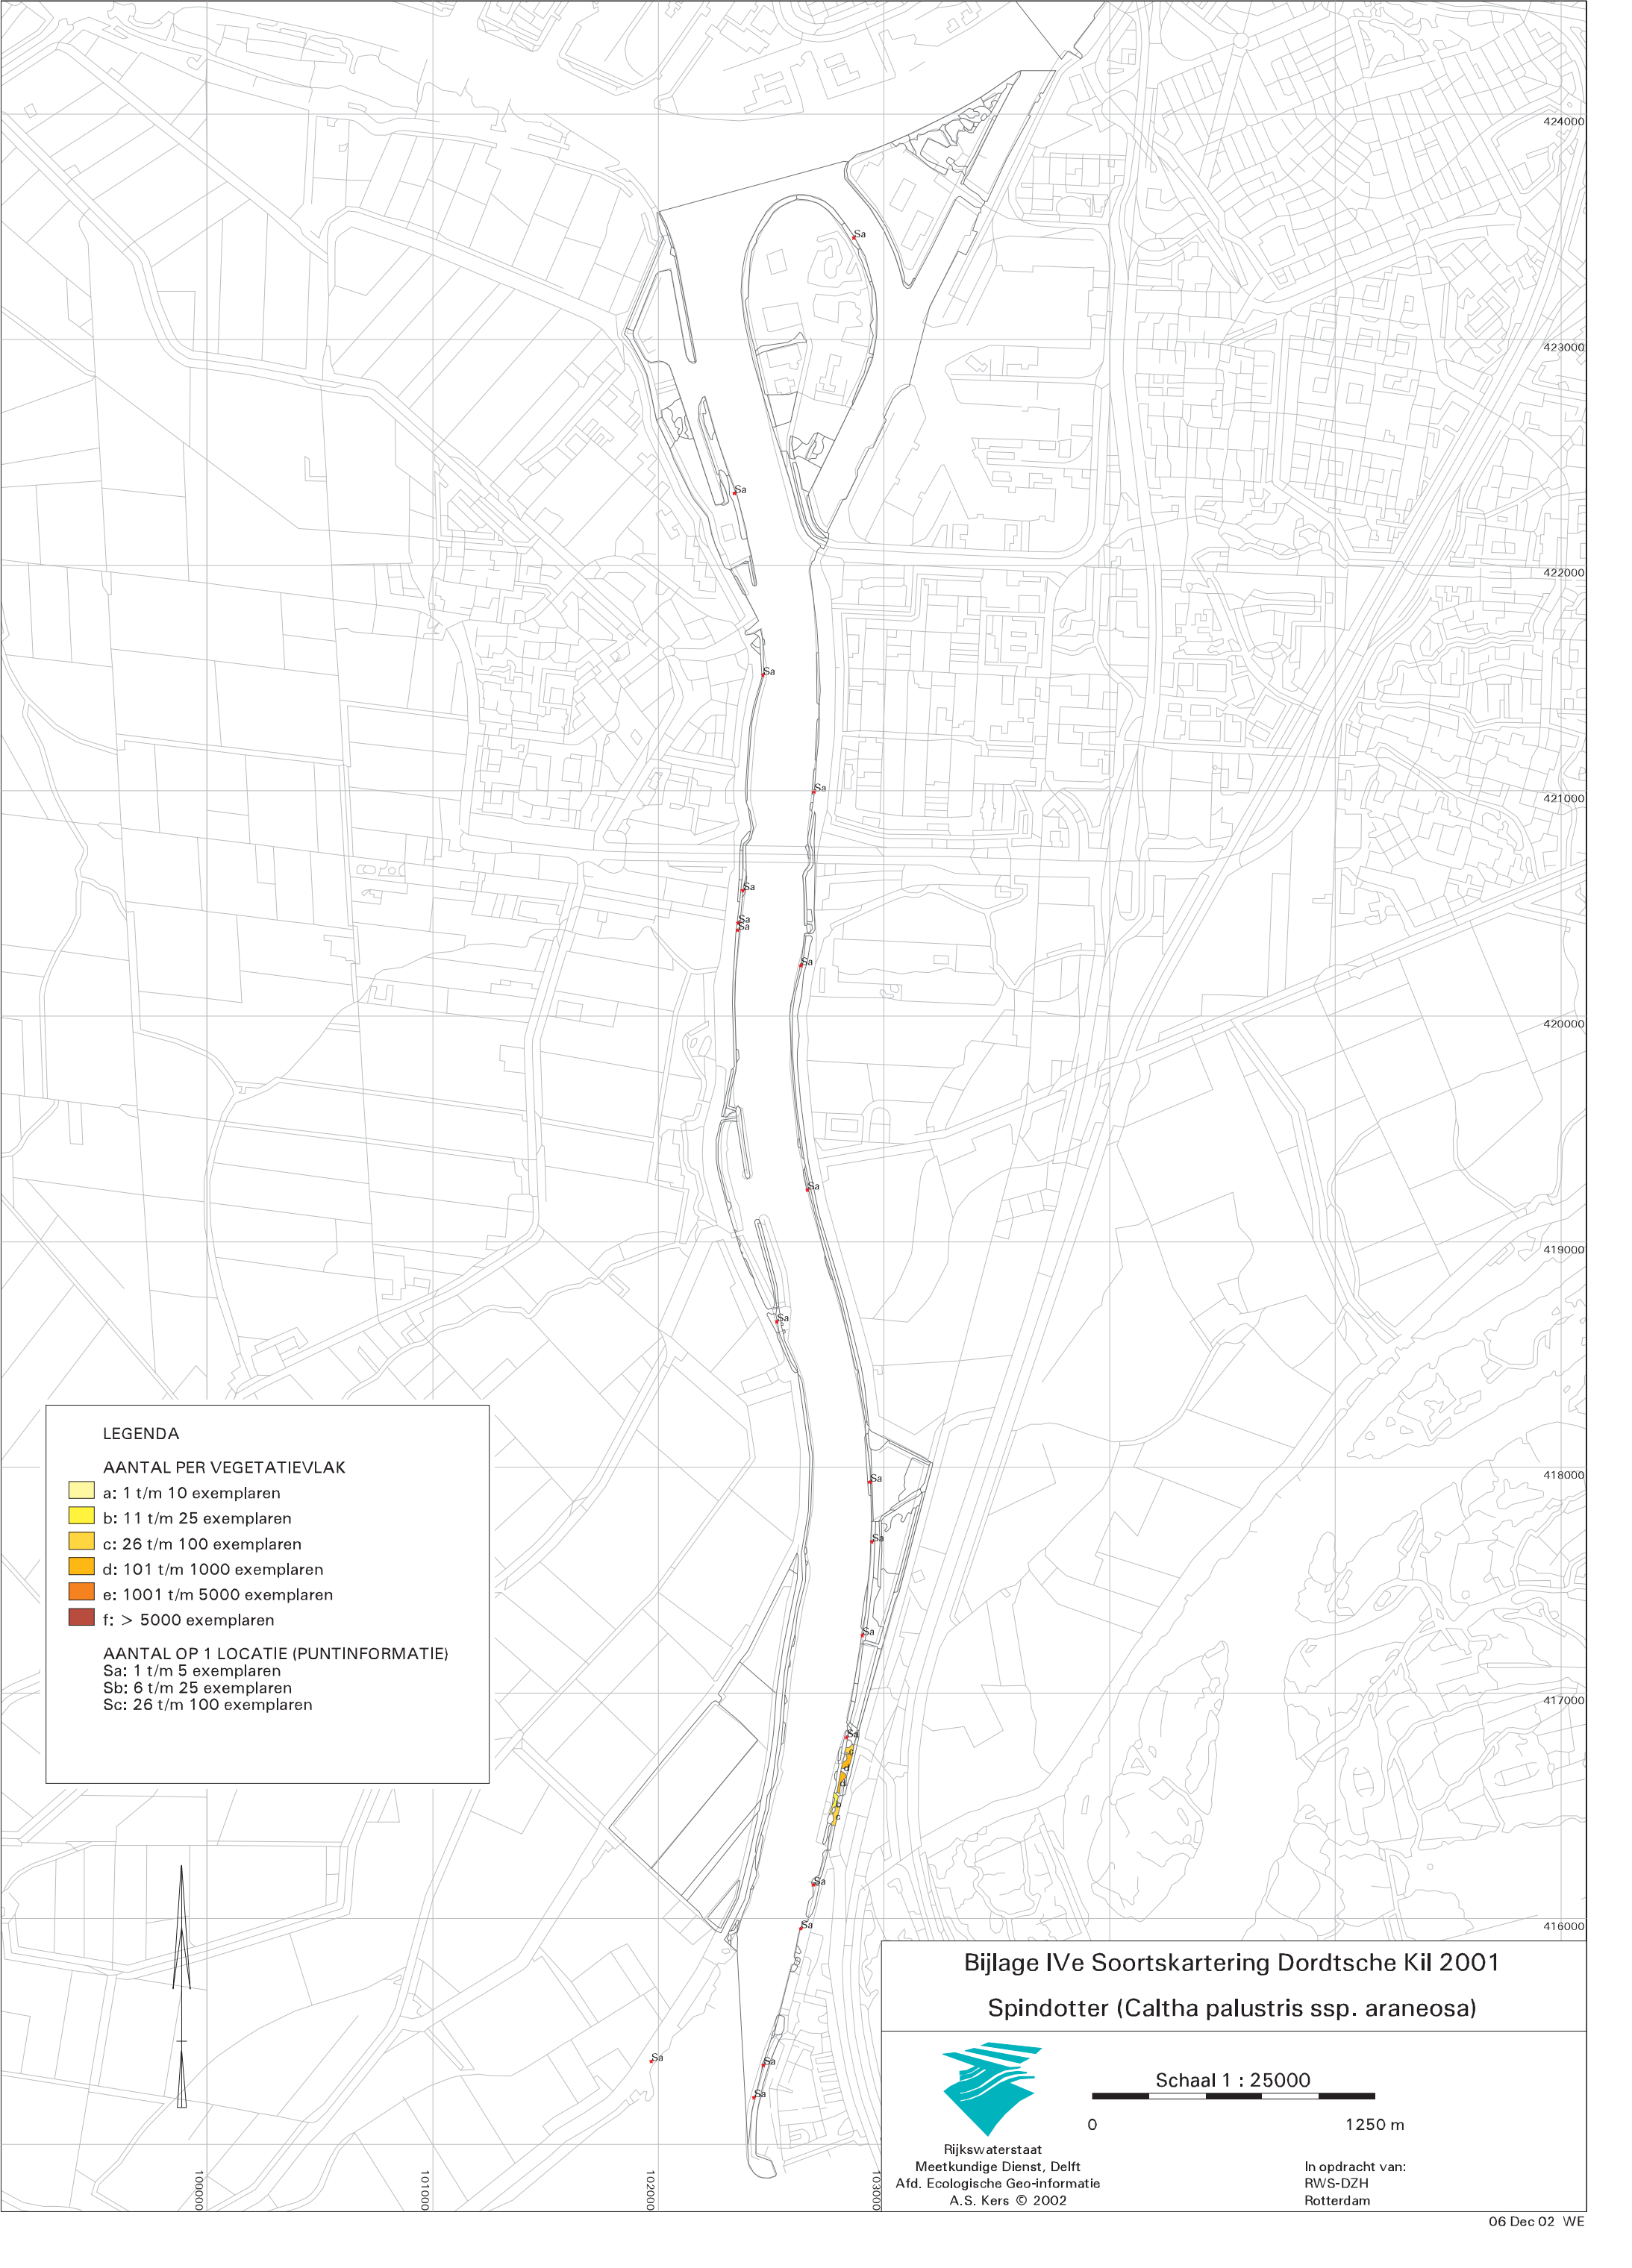 424000
Sa
423000
Sa
422000
Sa
Sa
421000
Sa
Sa
Sa
Sa
420000
Sa
419000
Sa
Sa
418000
Sa
Sa
417000
Sa
c
d
d
b
c
Sa
Sa
416000
Sa
Sa
Sa
LEGENDA
AANTAL PER VEGETATIEVLAK
a: 1 t/m 10 exemplaren
b: 11 t/m 25 exemplaren
c: 26 t/m 100 exemplaren
d: 101 t/m 1000 exemplaren
e: 1001 t/m 5000 exemplaren
f: > 5000 exemplaren
AANTAL OP 1 LOCATIE (PUNTINFORMATIE)
Sa: 1 t/m 5 exemplaren
Sb: 6 t/m 25 exemplaren
Sc: 26 t/m 100 exemplaren
Bijlage IVe Soortskartering Dordtsche Kil 2001
Spindotter (Caltha palustris ssp. araneosa)
Schaal 1 : 25000
0 1250 m
Rijkswaterstaat
Meetkundige Dienst, Delft
Afd. Ecologische Geo-informatie
A.S. Kers © 2002
In opdracht van:
RWS-DZH
Rotterdam
100000
101000
102000
103000
06 Dec 02 WE